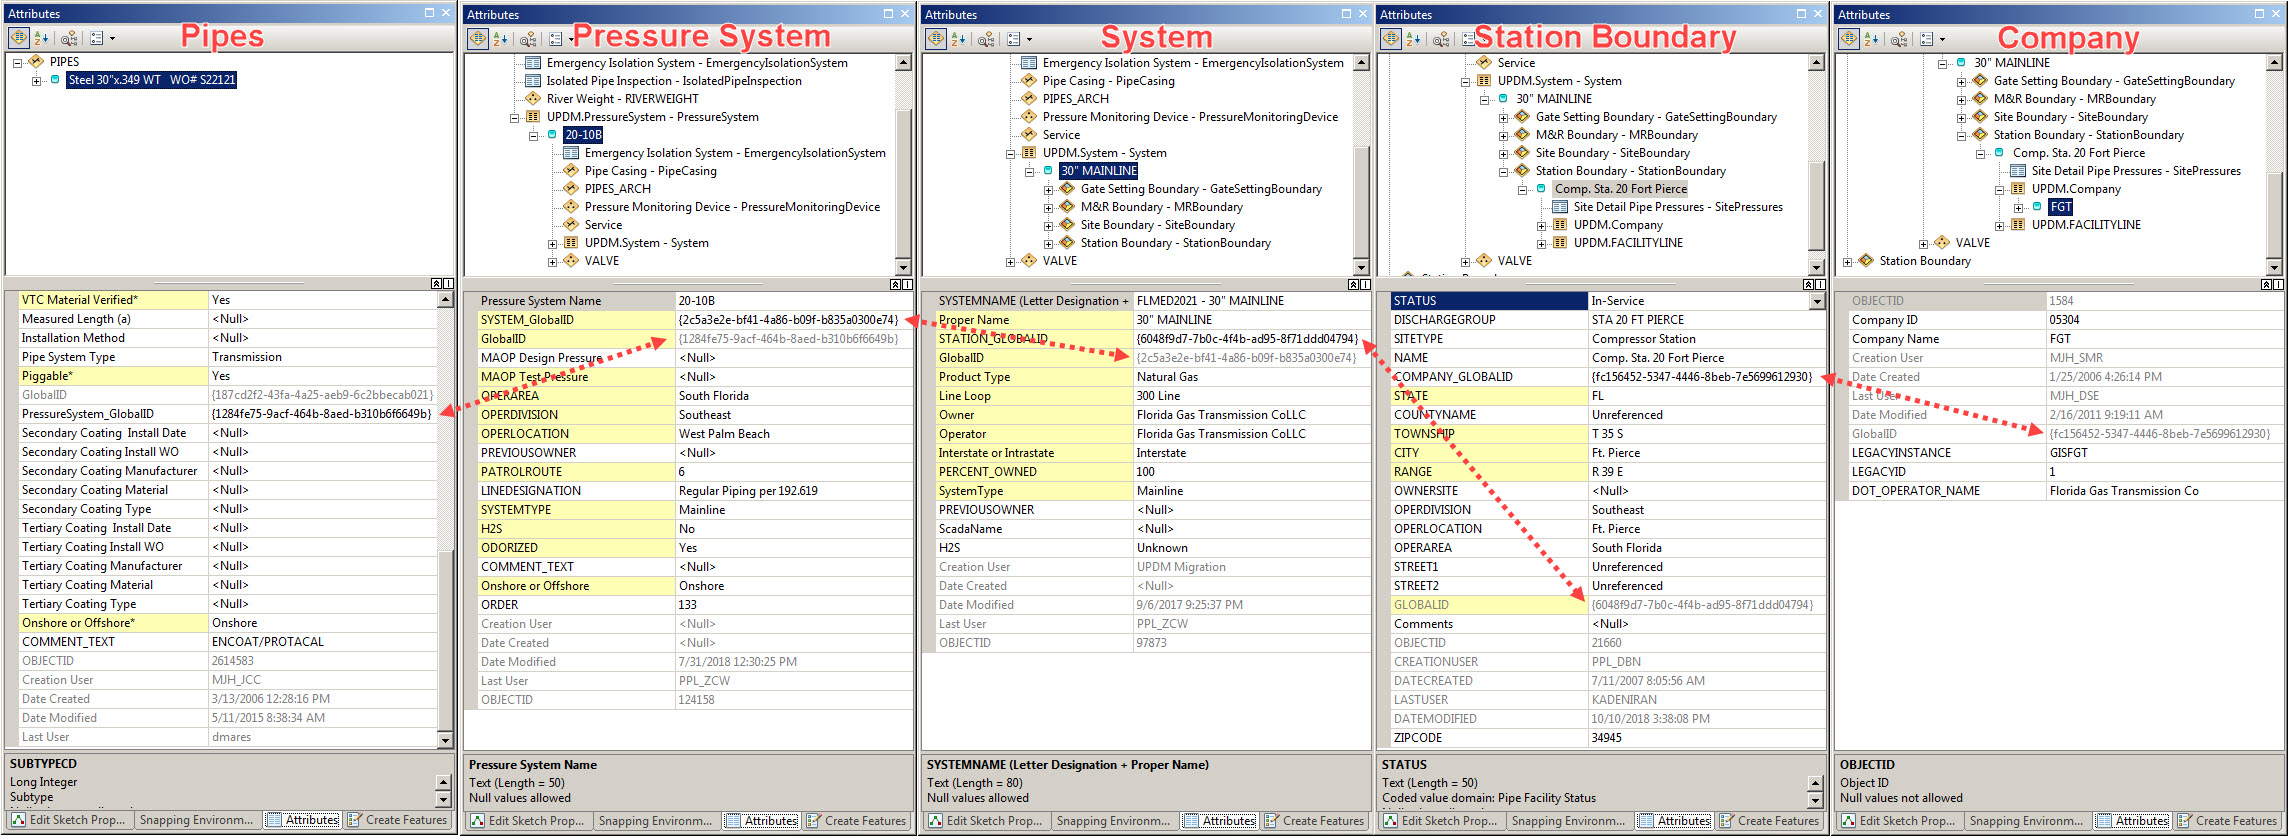 Attributes
Pipes
PIPES
Steel 30"x.349 WT   WO# S22121
VTC Material Verified* Yes
Measured Length (a) <Null>
Installation Method <Null>
Pipe System Type Transmission
Piggable* Yes
GlobalID {187cd2f2-43fa-4a25-aeb9-6c2bbecab021}
PressureSystem_GlobalID {1284fe75-9acf-464b-8aed-b310b6f6649b}
Secondary Coating  Install Date <Null>
Secondary Coating Install WO <Null>
Secondary Coating Manufacturer <Null>
Secondary Coating Material <Null>
Secondary Coating Type <Null>
Tertiary Coating  Install Date <Null>
Tertiary Coating Install WO <Null>
Tertiary Coating Manufacturer <Null>
Tertiary Coating Material <Null>
Tertiary Coating Type <Null>
Onshore or Offshore* Onshore
COMMENT_TEXT ENCOAT/PROTACAL
OBJECTID 2614583
Creation User MJH_JCC
Date Created 3/13/2006 12:28:16 PM
Date Modified 5/11/2015 8:38:34 AM
Last User dmares
SUBTYPECD
Long Integer
Subtype
Edit Sketch Prop... Snapping Environm... Attributes Create Features
Attributes
Pressure System
Emergency Isolation System - EmergencyIsolationSystem
Isolated Pipe Inspection - IsolatedPipeInspection
River Weight - RIVERWEIGHT
UPDM.PressureSystem - PressureSystem
20-10B
Emergency Isolation System - EmergencyIsolationSystem
Pipe Casing - PipeCasing
PIPES_ARCH
Pressure Monitoring Device - PressureMonitoringDevice
Service
UPDM.System - System
VALVE
Pressure System Name 20-10B
SYSTEM_GlobalID {2c5a3e2e-bf41-4a86-b09f-b835a0300e74}
GlobalID {1284fe75-9acf-464b-8aed-b310b6f6649b}
MAOP Design Pressure <Null>
MAOP Test Pressure <Null>
OPERAREA South Florida
OPERDIVISION Southeast
OPERLOCATION West Palm Beach
PREVIOUSOWNER <Null>
PATROLROUTE 6
LINEDESIGNATION Regular Piping per 192.619
SYSTEMTYPE Mainline
H2S No
ODORIZED Yes
COMMENT_TEXT <Null>
Onshore or Offshore Onshore
ORDER 133
Creation User <Null>
Date Created <Null>
Date Modified 7/31/2018 12:30:25 PM
Last User PPL_ZCW
OBJECTID 124158
Pressure System Name
Text (Length = 50)
Null values allowed
Edit Sketch Prop... Snapping Environm... Attributes Create Features
Attributes
System
Emergency Isolation System - EmergencyIsolationSystem
Pipe Casing - PipeCasing
PIPES_ARCH
Pressure Monitoring Device - PressureMonitoringDevice
Service
UPDM.System - System
30" MAINLINE
Gate Setting Boundary - GateSettingBoundary
M&R Boundary - MRBoundary
Site Boundary - SiteBoundary
Station Boundary - StationBoundary
VALVE
SYSTEMNAME (Letter Designation + FLMED2021 - 30" MAINLINE
Proper Name 30" MAINLINE
STATION_GLOBALID {6048f9d7-7b0c-4f4b-ad95-8f71ddd04794}
GlobalID {2c5a3e2e-bf41-4a86-b09f-b835a0300e74}
Product Type Natural Gas
Line Loop 300 Line
Owner Florida Gas Transmission CoLLC
Operator Florida Gas Transmission CoLLC
Interstate or Intrastate Interstate
PERCENT_OWNED 100
SystemType Mainline
PREVIOUSOWNER <Null>
ScadaName <Null>
H2S Unknown
Creation User UPDM Migration
Date Created <Null>
Date Modified 9/6/2017 9:25:37 PM
Last User PPL_ZCW
OBJECTID 97873
SYSTEMNAME (Letter Designation + Proper Name)
Text (Length = 80)
Null values allowed
Edit Sketch Prop... Snapping Environm... Attributes Create Features
Attributes
Station Boundary
Service
UPDM.System - System
30" MAINLINE
Gate Setting Boundary - GateSettingBoundary
M&R Boundary - MRBoundary
Site Boundary - SiteBoundary
Station Boundary - StationBoundary
Comp. Sta. 20 Fort Pierce
Site Detail Pipe Pressures - SitePressures
UPDM.Company
UPDM.FACILITYLINE
VALVE
STATUS In-Service
DISCHARGEGROUP STA 20 FT PIERCE
SITETYPE Compressor Station
NAME Comp. Sta. 20 Fort Pierce
COMPANY_GLOBALID {fc156452-5347-4446-8beb-7e5699612930}
STATE FL
COUNTYNAME Unreferenced
TOWNSHIP T 35 S
CITY Ft. Pierce
RANGE R 39 E
OWNERSITE <Null>
OPERDIVISION Southeast
OPERLOCATION Ft. Pierce
OPERAREA South Florida
STREET1 Unreferenced
STREET2 Unreferenced
GLOBALID {6048f9d7-7b0c-4f4b-ad95-8f71ddd04794}
Comments <Null>
OBJECTID 21660
CREATIONUSER PPL_DBN
DATECREATED 7/11/2007 8:05:56 AM
LASTUSER KADENIRAN
DATEMODIFIED 10/10/2018 3:38:08 PM
ZIPCODE 34945
STATUS
Text (Length = 50)
Coded value domain: Pipe Facility Status
Edit Sketch Prop... Snapping Environm... Attributes Create Features
Attributes
Company
30" MAINLINE
Gate Setting Boundary - GateSettingBoundary
M&R Boundary - MRBoundary
Site Boundary - SiteBoundary
Station Boundary - StationBoundary
Comp. Sta. 20 Fort Pierce
Site Detail Pipe Pressures - SitePressures
UPDM.Company
FGT
UPDM.FACILITYLINE
VALVE
Station Boundary
OBJECTID 1584
Company ID 05304
Company Name FGT
Creation User MJH_SMR
Date Created 1/25/2006 4:26:14 PM
Last User MJH_DSE
Date Modified 2/16/2011 9:19:11 AM
GlobalID {fc156452-5347-4446-8beb-7e5699612930}
LEGACYINSTANCE GISFGT
LEGACYID 1
DOT_OPERATOR_NAME Florida Gas Transmission Co
OBJECTID
Object ID
Null values not allowed
Edit Sketch Prop... Snapping Environm... Attributes Create Features